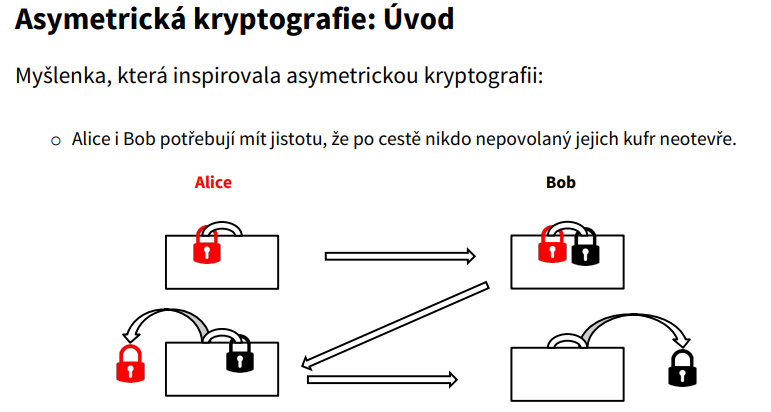 Asymetrická kryptografie: Úvod
Myšlenka, která inspirovala asymetrickou kryptografii:
○ Alice i Bob potřebují mít jistotu, že po cestě nikdo nepovolaný jejich kufr neotevře.
Alice
Bob